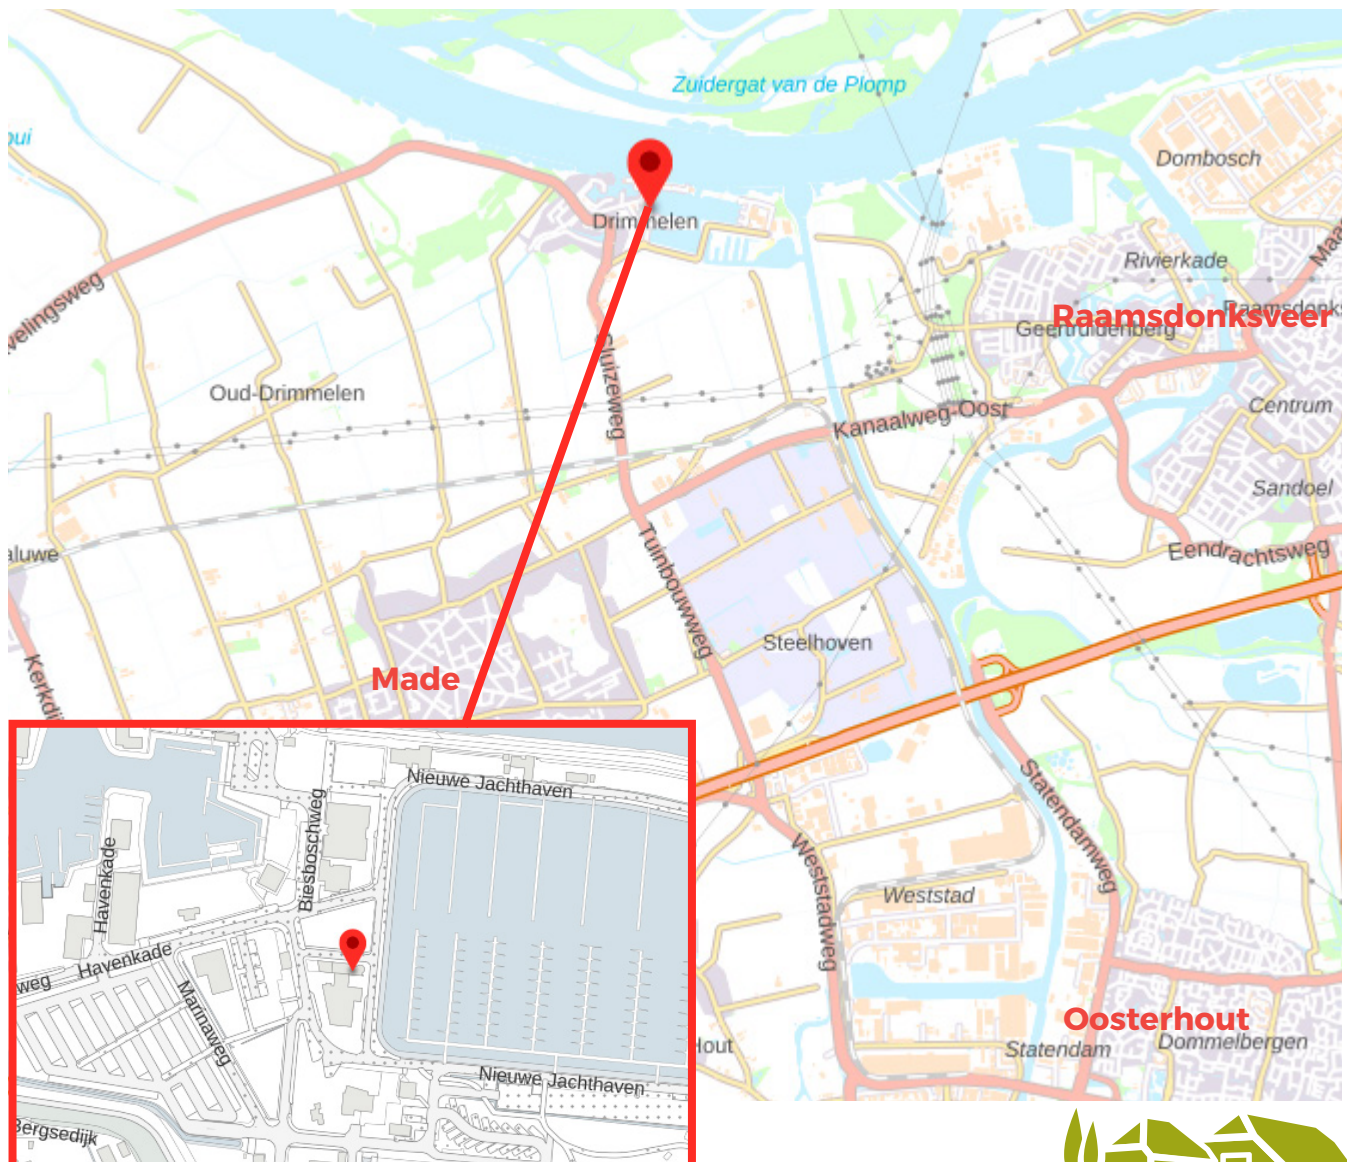 Zuidergat van de Plomp
Dombosch
Drimmelen
Rivierkade
Raamsdonksveer
Geertruidenberg
Oud-Drimmelen
Sluizeweg
Centrum
Kanaalweg-Oost
Sandoel
Eendrachtsweg
Tuinbouwweg
Steelhoven
Made
Statendamweg
Weststadweg
Weststad
Oosterhout
Statendam
Dommelbergen
Nieuwe Jachthaven
Biesboschweg
Havenkade
Havenkade
weg
Marinaweg
Nieuwe Jachthaven
Bergsedijk